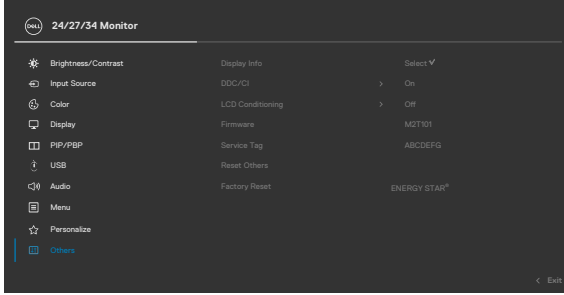 DELL
24/27/34 Monitor
Brightness/Contrast Display Info Select √
Input Source DDC/CI > On
Color LCD Conditioning > Off
Display Firmware M2T101
PIP/PBP Service Tag ABCDEFG
USB Reset Others
Audio Factory Reset ENERGY STAR®
Menu
Personalize
Others
< Exit